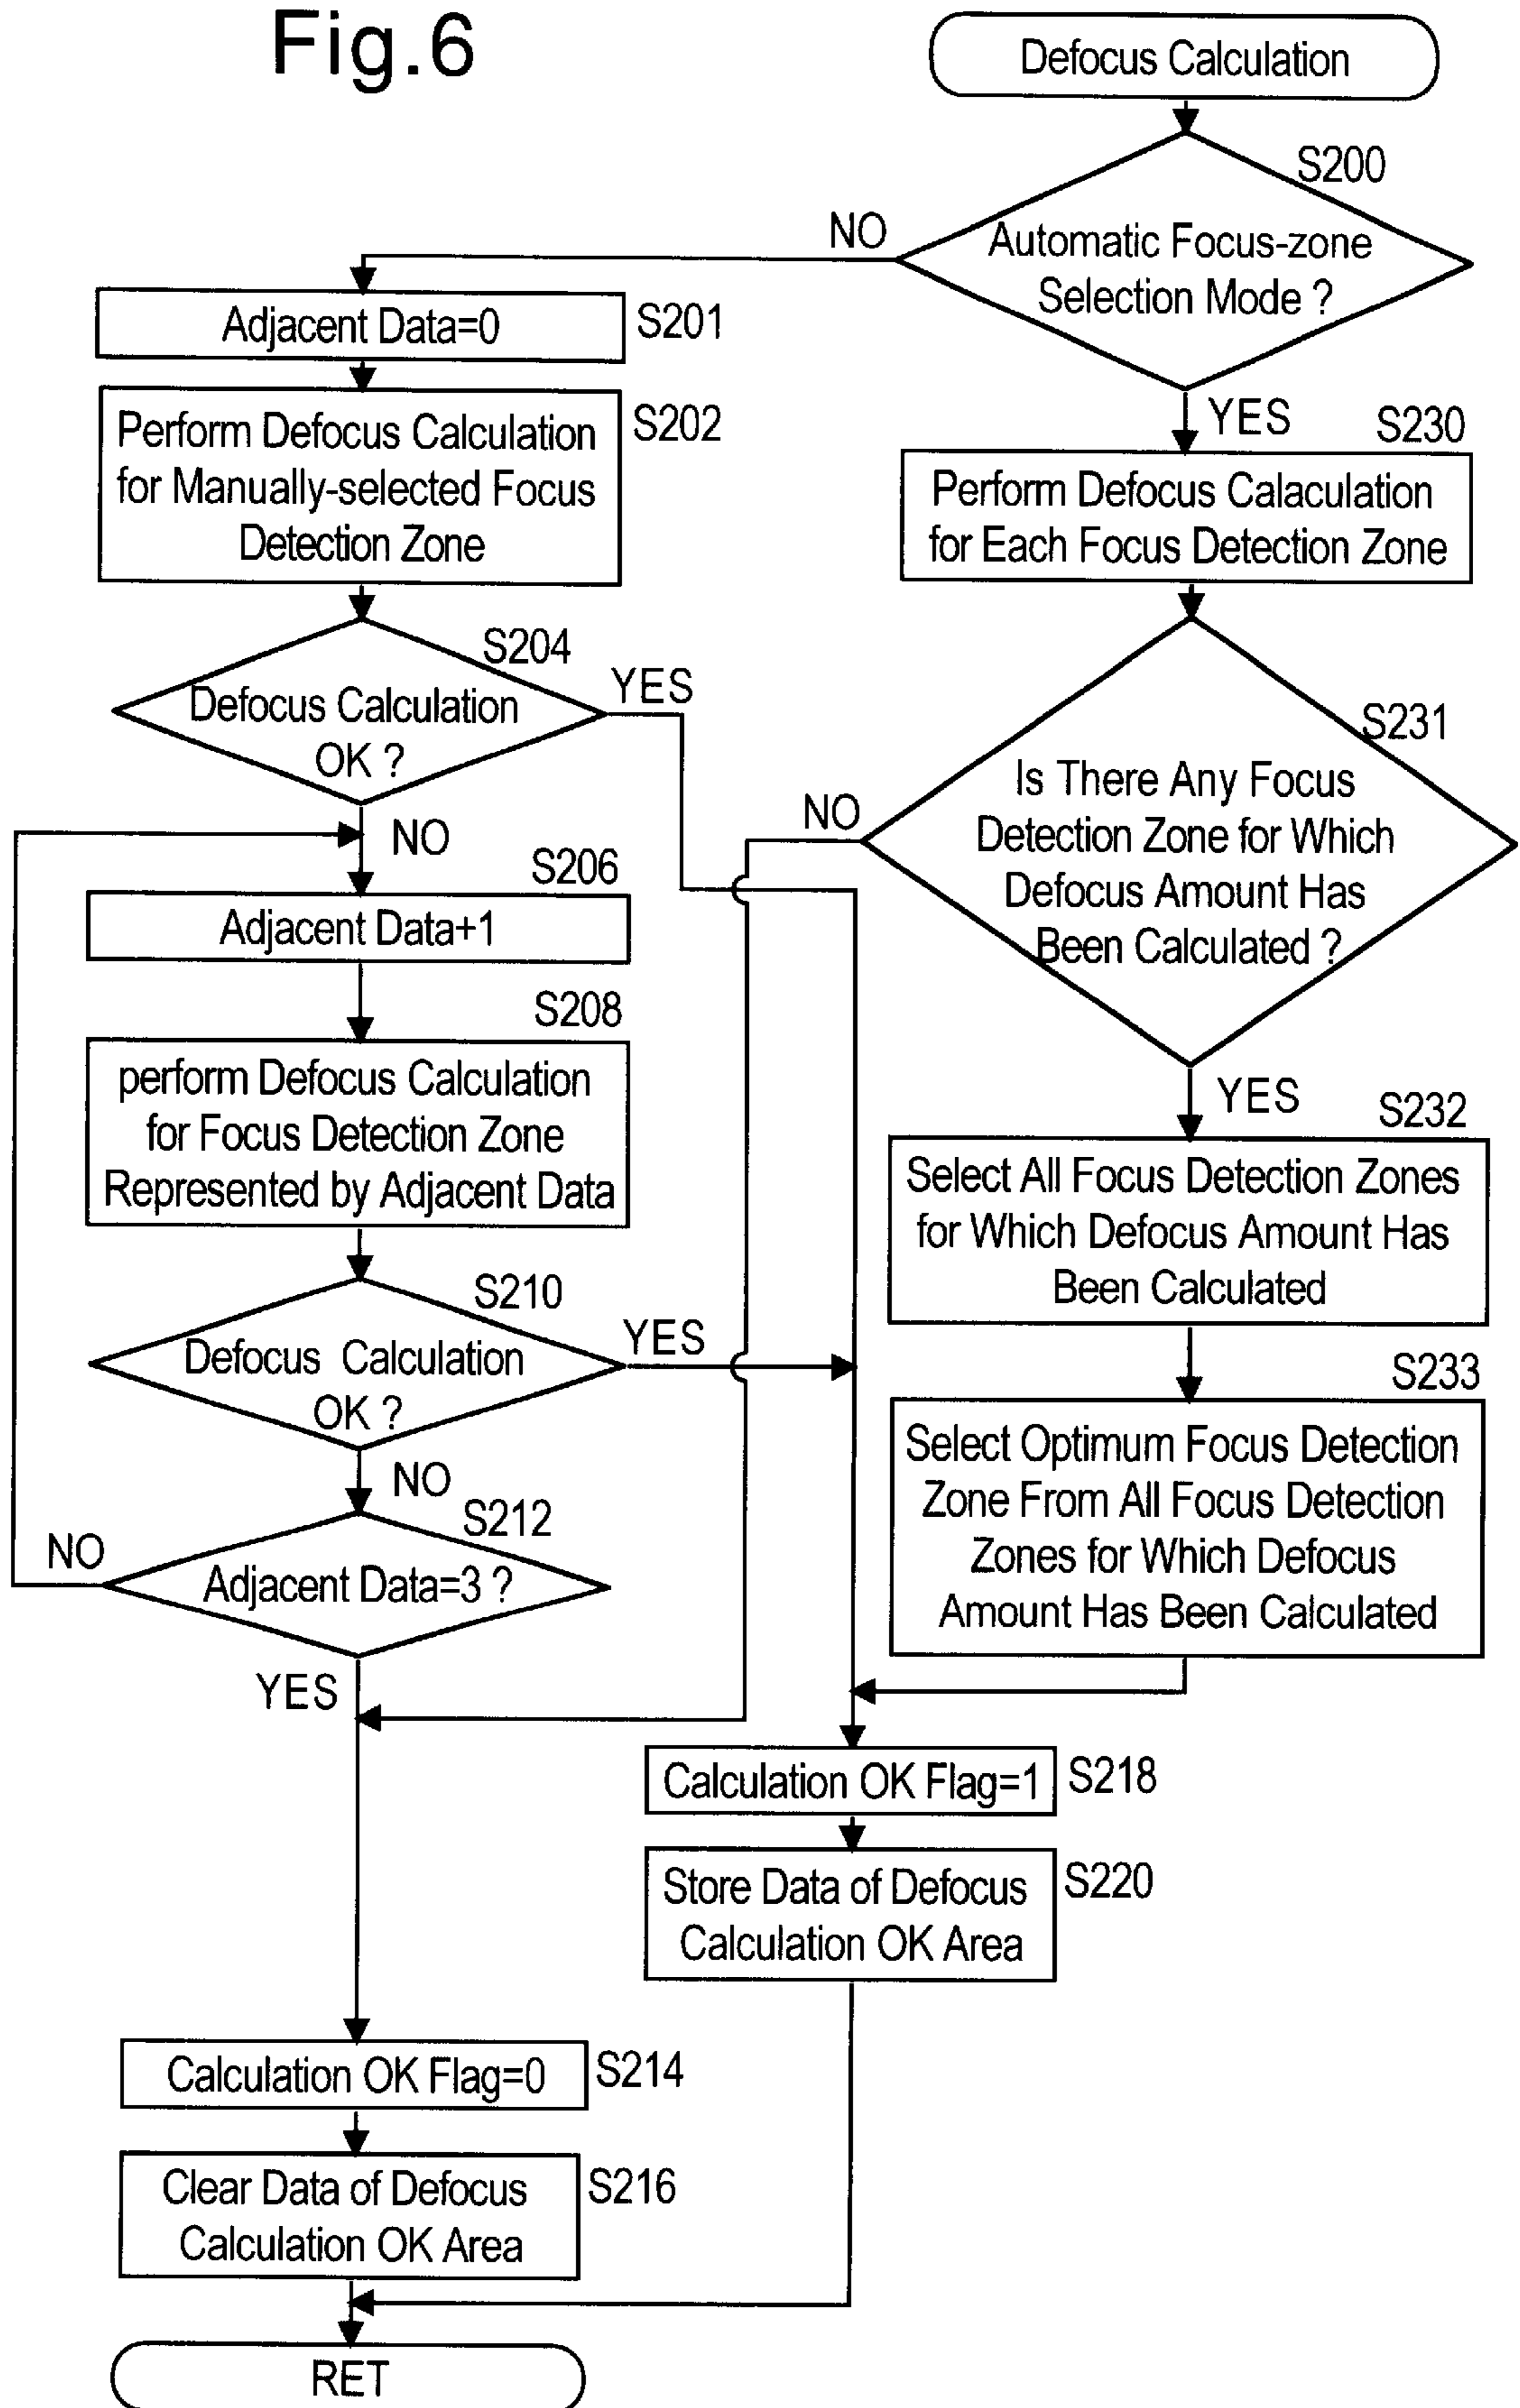 Fig.6
Defocus Calculation
S200
Automatic Focus-zone
Selection Mode ?
NO
YES
Adjacent Data=0
S201
Perform Defocus Calculation
for Manually-selected Focus
Detection Zone
S202
S204
Defocus Calculation
OK ?
YES
NO
S206
Adjacent Data+1
S208
perform Defocus Calculation
for Focus Detection Zone
Represented by Adjacent Data
S210
Defocus Calculation
OK ?
YES
NO
S212
Adjacent Data=3 ?
NO
YES
S230
Perform Defocus Calaculation
for Each Focus Detection Zone
S231
Is There Any Focus
Detection Zone for Which
Defocus Amount Has
Been Calculated ?
NO
YES
S232
Select All Focus Detection Zones
for Which Defocus Amount Has
Been Calculated
S233
Select Optimum Focus Detection
Zone From All Focus Detection
Zones for Which Defocus
Amount Has Been Calculated
Calculation OK Flag=1
S218
Store Data of Defocus
Calculation OK Area
S220
Calculation OK Flag=0
S214
Clear Data of Defocus
Calculation OK Area
S216
RET